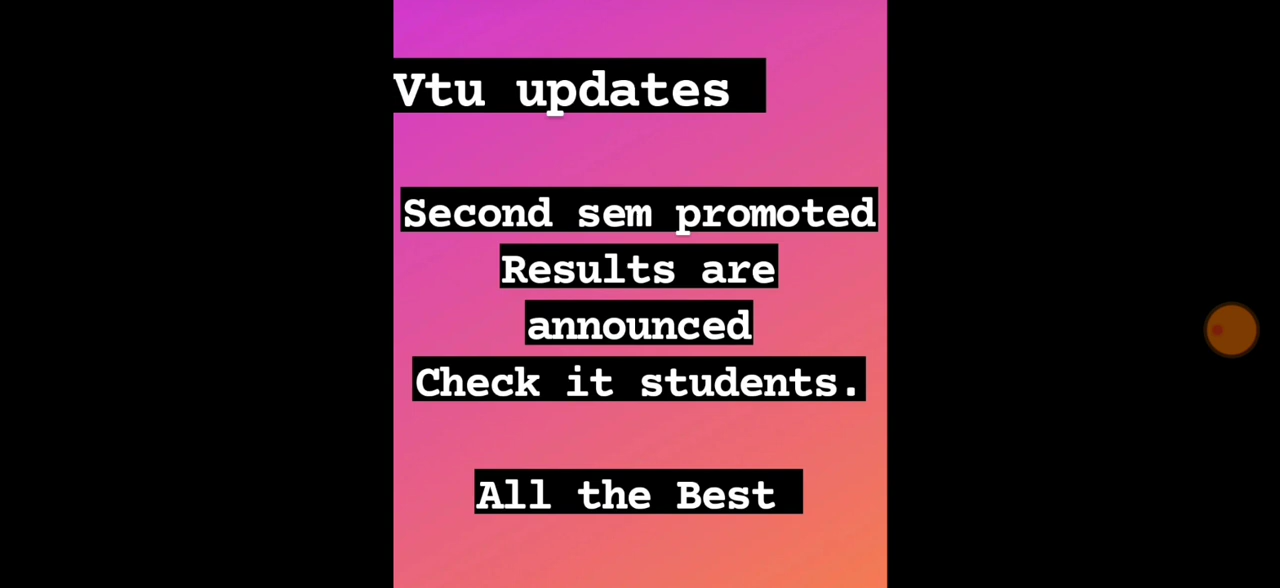 Vtu updates
Second sem promoted
Results are
announced
Check it students.
All the Best